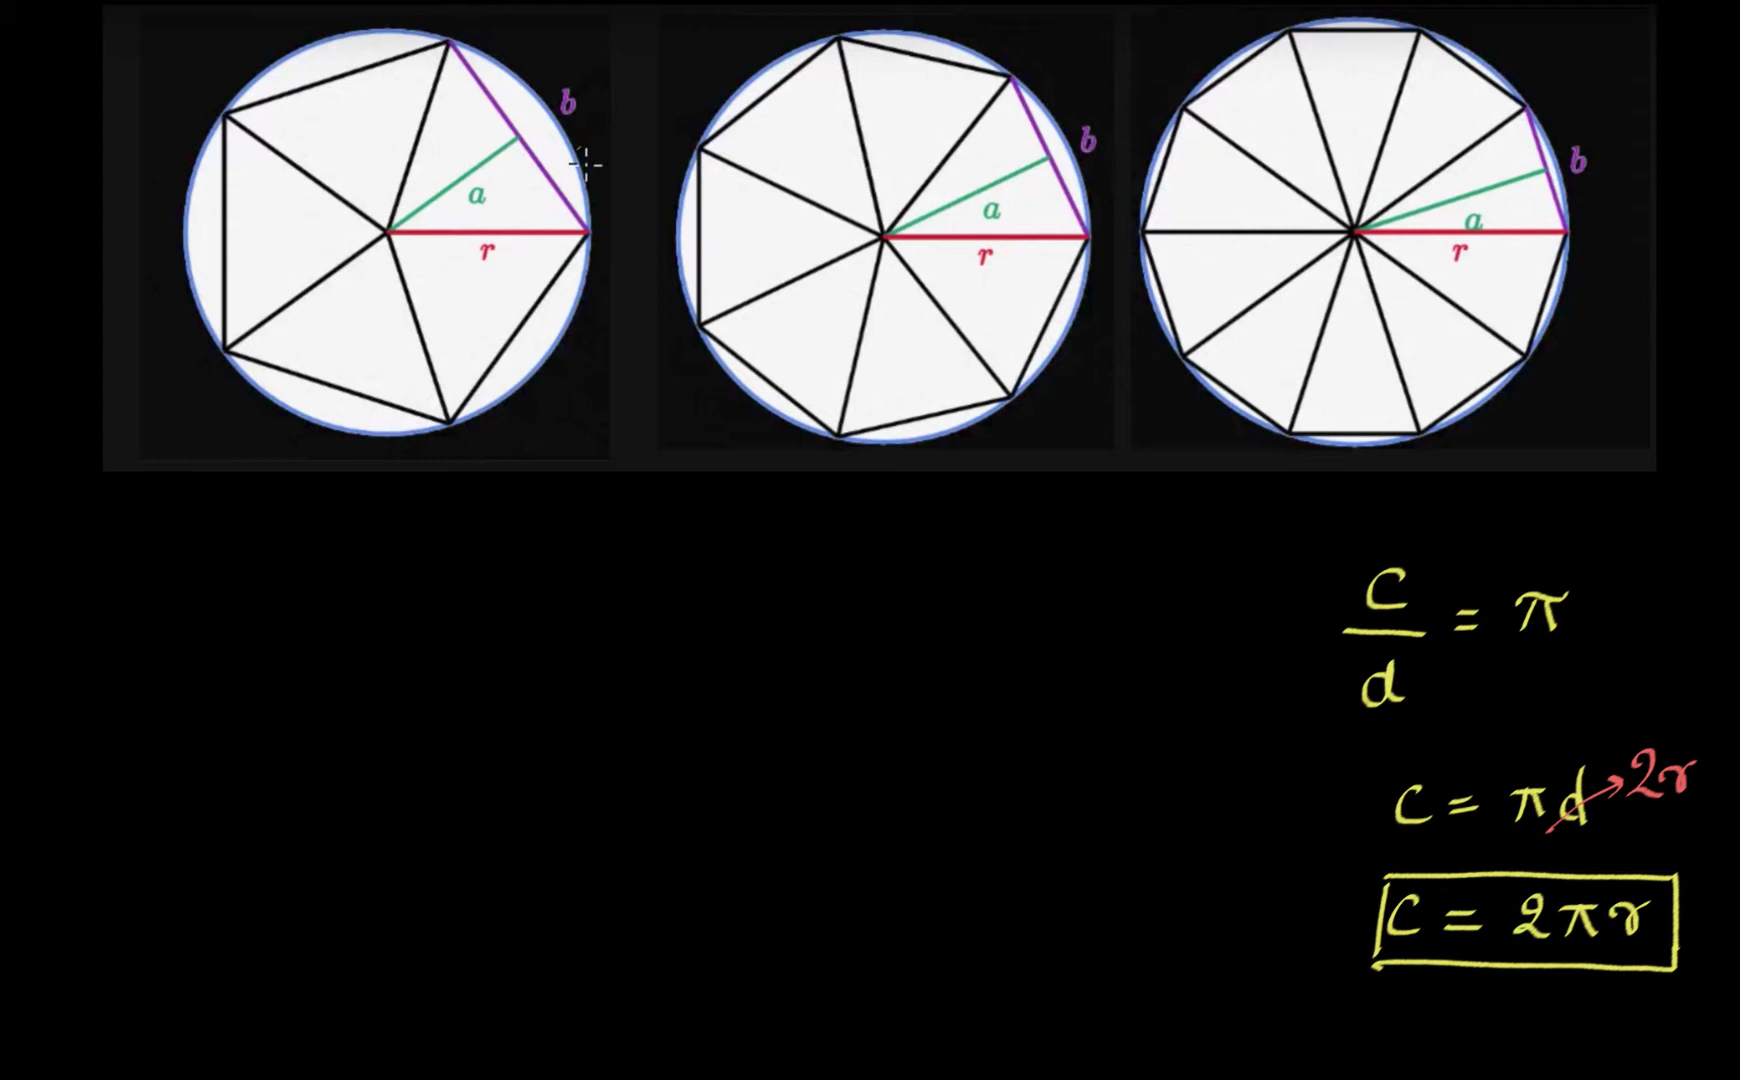 b
a
r
b
a
r
b
a
r
C
d
= π
C = πd → 2r
C = 2πr